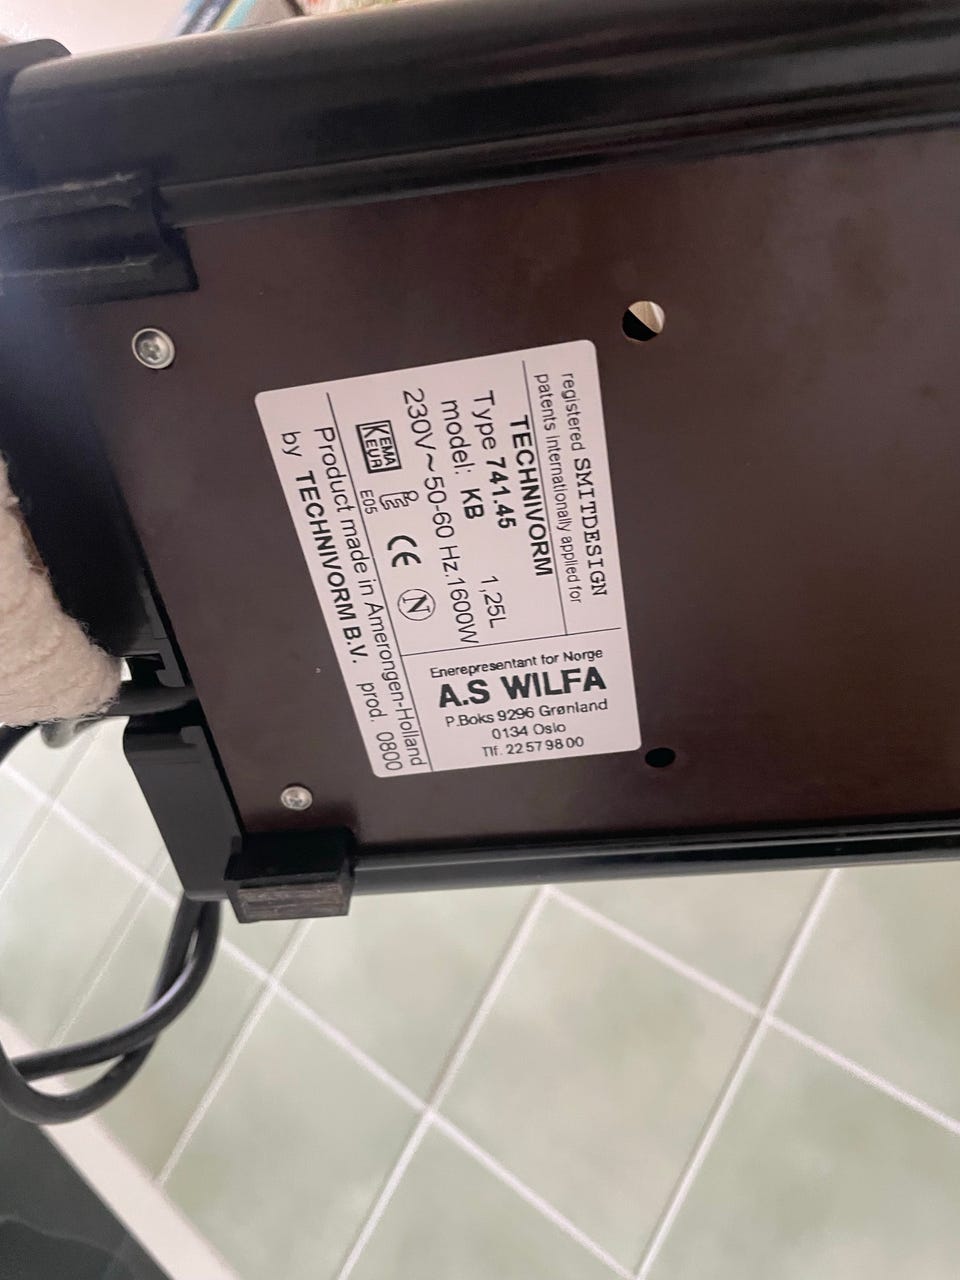 registered SMITDESIGN
patents internationally applied for
TECHNIVORM
Type 741.45 1,25L
model: KB
230V~50-60 Hz.1600W
KEMA
KEUR
E05
CE
N
Product made in Amerongen-Holland
by TECHNIVORM B.V. prod. 0800
Enerepresentant for Norge
A.S WILFA
P.Boks 9296 Grønland
0134 Oslo
Tlf. 22 57 98 00